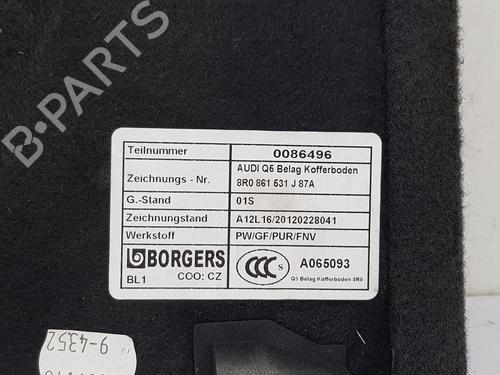 B-PARTS
Teilnummer 0086496
Zeichnungs - Nr. AUDI Q5 Belag Kofferboden
8R0 861 531 J 87A
G.-Stand 01S
Zeichnungstand A12L16/20120228041
Werkstoff PW/GF/PUR/FNV
BORGERS
BL1 COO: CZ
CCC S
A065093
Q5 Belag Kofferboden 8R0
9-4352